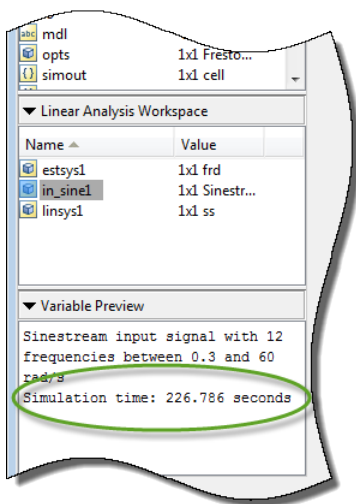 abc mdl
opts 1x1 Fresto...
{} simout 1x1 cell
Linear Analysis Workspace
Name Value
estsys1 1x1 frd
in_sine1 1x1 Sinestr...
linsys1 1x1 ss
Variable Preview
Sinestream input signal with 12
frequencies between 0.3 and 60
rad/s
Simulation time: 226.786 seconds